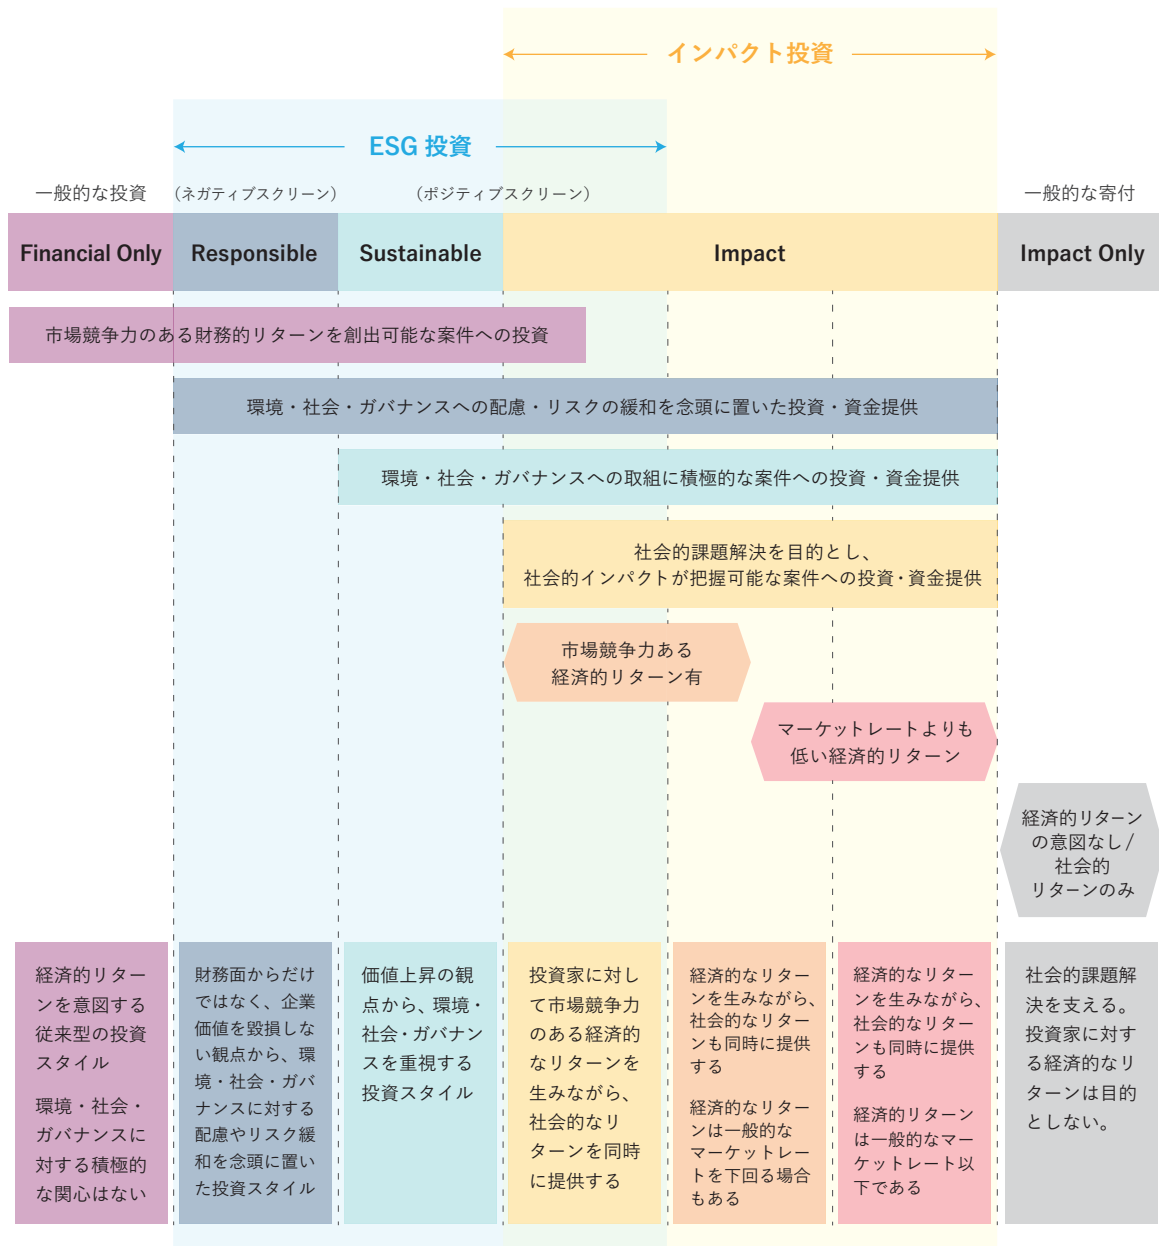 インパクト投資
ESG 投資
一般的な投資
（ネガティブスクリーン）
（ポジティブスクリーン）
一般的な寄付
Financial Only
Responsible
Sustainable
Impact
Impact Only
市場競争力のある財務的リターンを創出可能な案件への投資
環境・社会・ガバナンスへの配慮・リスクの緩和を念頭に置いた投資・資金提供
環境・社会・ガバナンスへの取組に積極的な案件への投資・資金提供
社会的課題解決を目的とし、
社会的インパクトが把握可能な案件への投資・資金提供
市場競争力ある
経済的リターン有
マーケットレートよりも
低い経済的リターン
経済的リターン
の意図なし /
社会的
リターンのみ
経済的リター
ンを意図する
従来型の投資
スタイル
環境・社会・
ガバナンスに
対する積極的
な関心はない
財務面からだけ
ではなく、企業
価値を毀損しな
い観点から、環
境・社会・ガバ
ナンスに対する
配慮やリスク緩
和を念頭に置い
た投資スタイル
価値上昇の観
点から、環境・
社会・ガバナン
スを重視する
投資スタイル
投資家に対し
て市場競争力
のある経済的
なリターンを
生みながら、
社会的なリ
ターンを同時
に提供する
経済的なリター
ンを生みながら、
社会的なリター
ンも同時に提供
する
経済的なリター
ンは一般的な
マーケットレー
トを下回る場合
もある
経済的なリター
ンを生みながら、
社会的なリター
ンも同時に提供
する
経済的リターン
は一般的なマー
ケットレート以
下である
社会的課題解
決を支える。
投資家に対す
る経済的なリ
ターンは目的
としない。